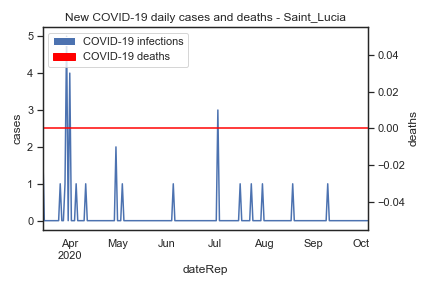 New COVID-19 daily cases and deaths - Saint_Lucia
COVID-19 infections
COVID-19 deaths
5
4
3
2
1
0
cases
0.04
0.02
0.00
−0.02
−0.04
deaths
Apr
2020
May
Jun
Jul
Aug
Sep
Oct
dateRep